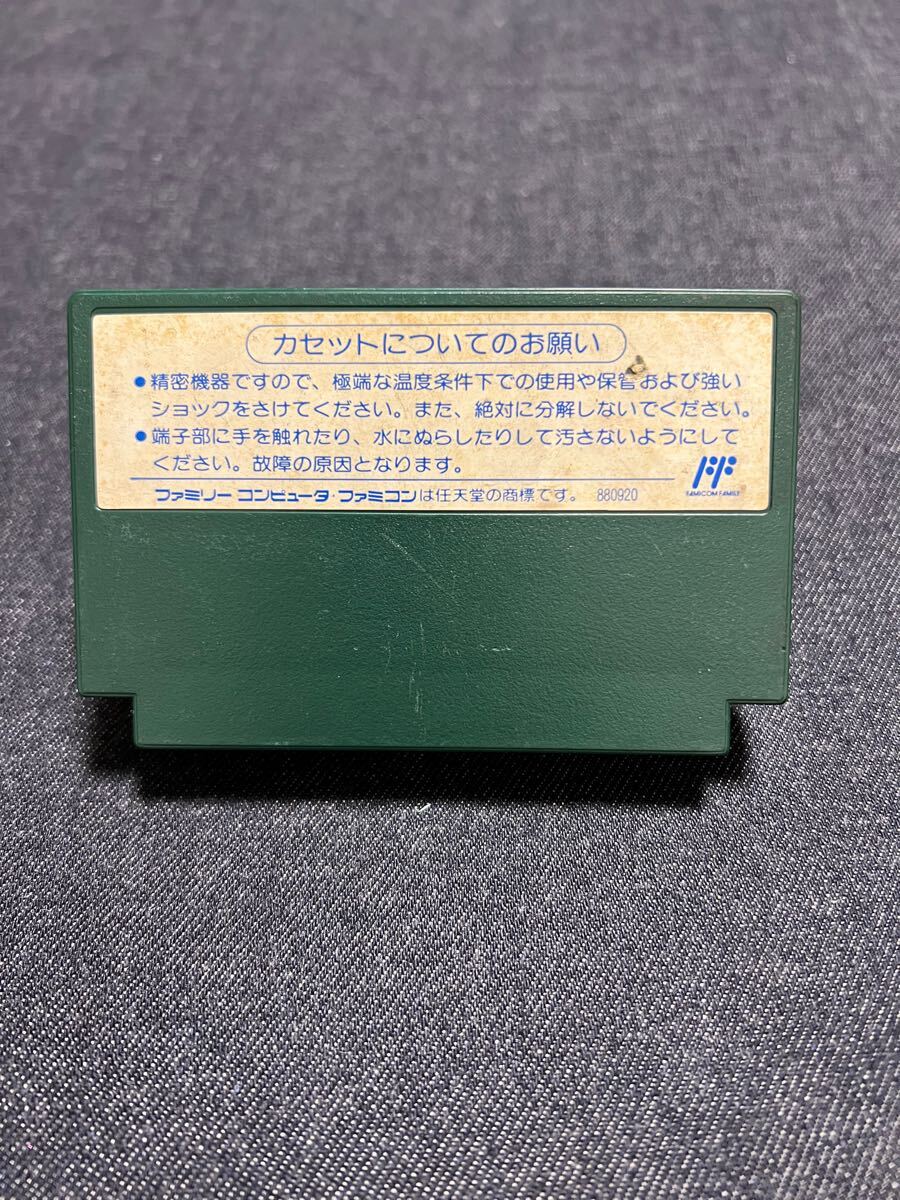 カセットについてのお願い
●精密機器ですので、極端な温度条件下での使用や保管および強い
ショックをさけてください。また、絶対に分解しないでください。
●端子部に手を触れたり、水にぬらしたりして汚さないようにして
ください。故障の原因となります。
FAMICOM FAMILY
ファミリー コンピュータ・ファミコンは任天堂の商標です。 880920